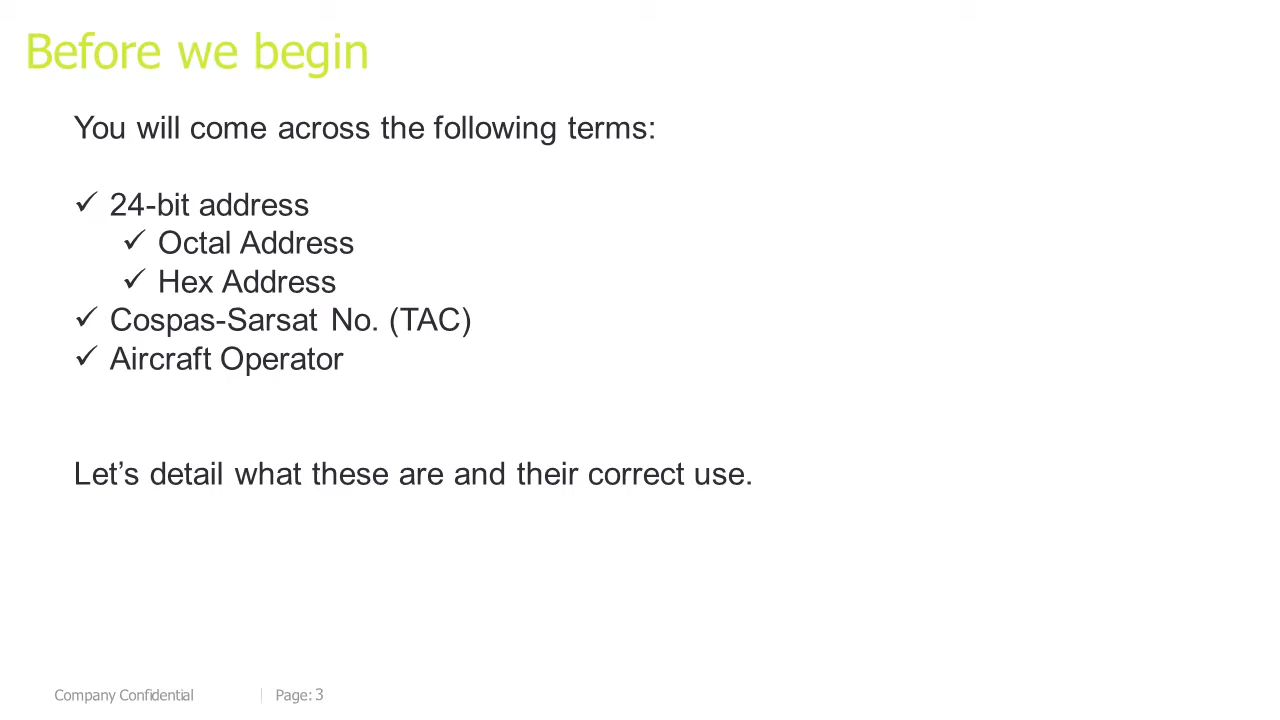 Before we begin
You will come across the following terms:
✓ 24-bit address
✓ Octal Address
✓ Hex Address
✓ Cospas-Sarsat No. (TAC)
✓ Aircraft Operator
Let’s detail what these are and their correct use.
Company Confidential | Page: 3